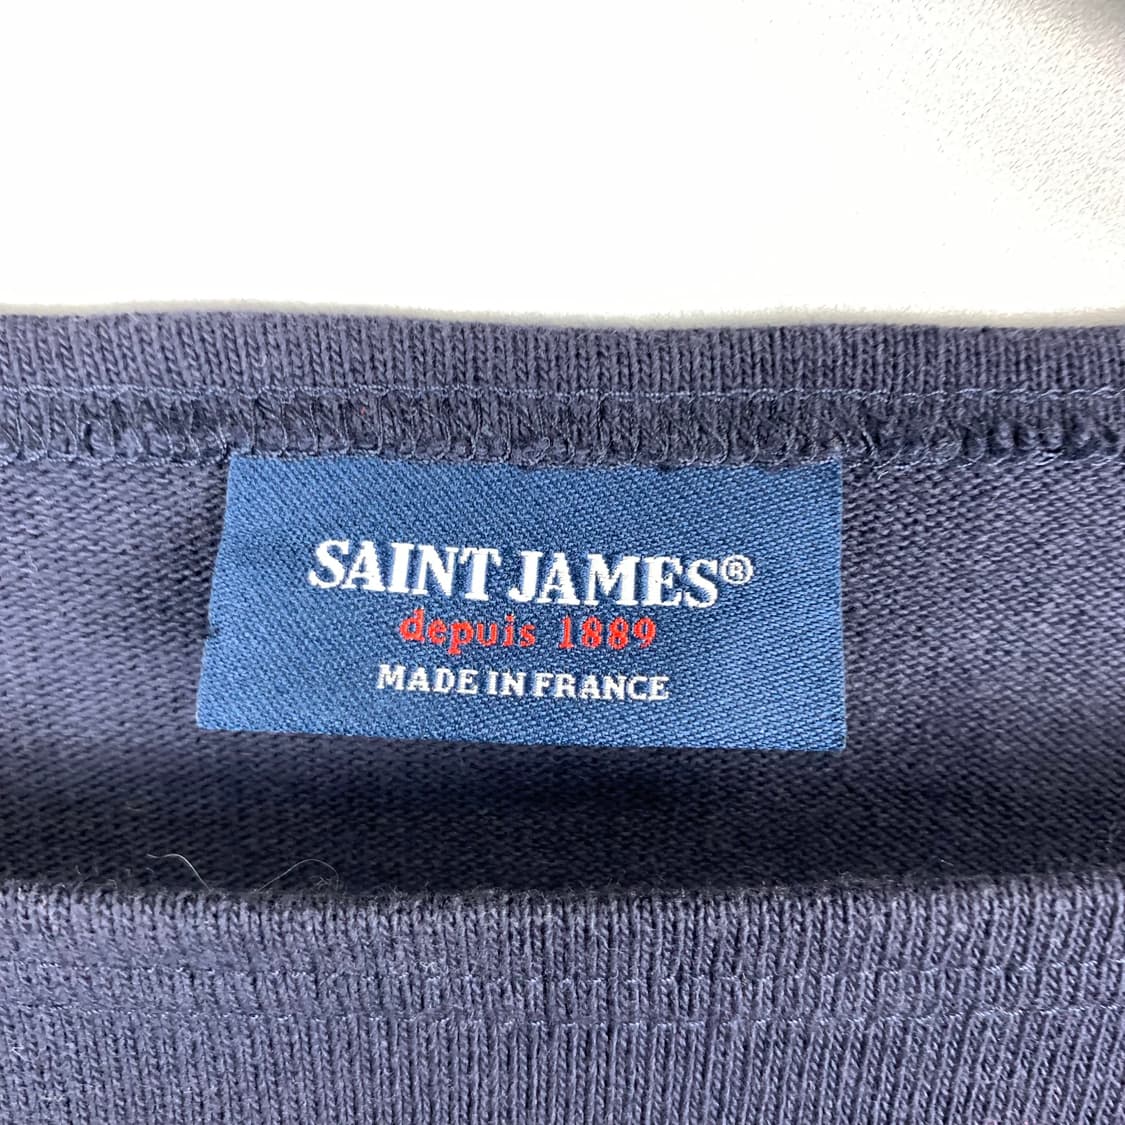 SAINT JAMES®
depuis 1889
MADE IN FRANCE